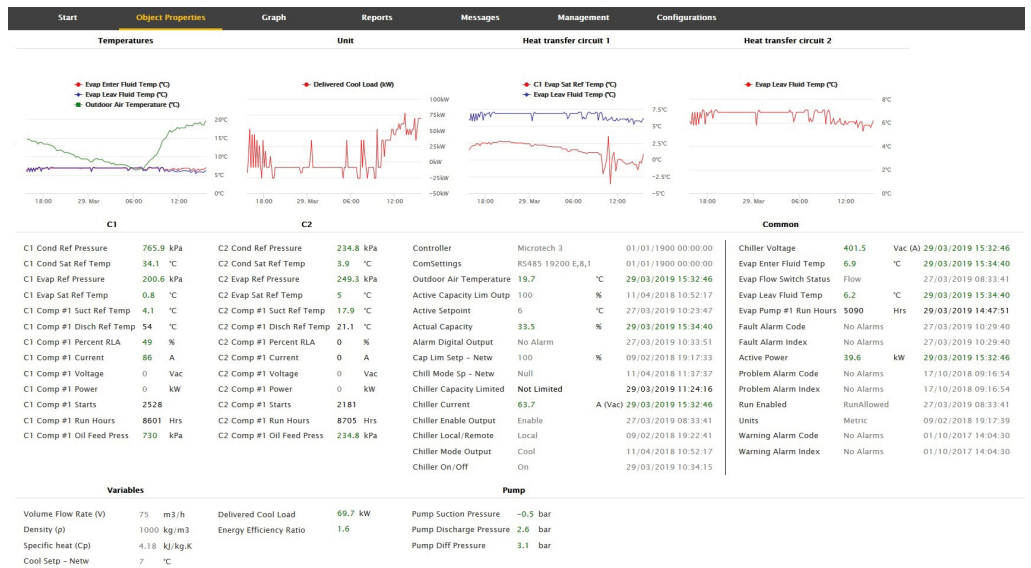 Start Object Properties Graph Reports Messages Management Configurations
Temperatures Unit Heat transfer circuit 1 Heat transfer circuit 2
Evap Enter Fluid Temp (°C)
Evap Leav Fluid Temp (°C)
Outdoor Air Temperature (°C)
20°C
15°C
10°C
5°C
0°C
18:00 29. Mar 06:00 12:00
Delivered Cool Load (kW)
100kW
75kW
50kW
25kW
0kW
-25kW
-50kW
18:00 29. Mar 06:00 12:00
C1 Evap Sat Ref Temp (°C)
Evap Leav Fluid Temp (°C)
7.5°C
5°C
2.5°C
0°C
-2.5°C
-5°C
18:00 29. Mar 06:00 12:00
Evap Leav Fluid Temp (°C)
8°C
6°C
4°C
2°C
0°C
18:00 29. Mar 06:00 12:00
C1 C2 Common
C1 Cond Ref Pressure 765.9 kPa C2 Cond Ref Pressure 234.8 kPa Controller Microtech 3 01/01/1900 00:00:00 Chiller Voltage 401.5 Vac (A) 29/03/2019 15:32:46
C1 Cond Sat Ref Temp 34.1 °C C2 Cond Sat Ref Temp 3.9 °C ComSettings RS485 19200 E,8,1 01/01/1900 00:00:00 Evap Enter Fluid Temp 6.9 °C 29/03/2019 15:34:40
C1 Evap Ref Pressure 200.6 kPa C2 Evap Ref Pressure 249.3 kPa Outdoor Air Temperature 19.7 °C 29/03/2019 15:32:46 Evap Flow Switch Status Flow 27/03/2019 08:33:41
C1 Evap Sat Ref Temp 0.8 °C C2 Evap Sat Ref Temp 5 °C Active Capacity Lim Outp 100 % 11/04/2018 10:52:17 Evap Leav Fluid Temp 6.2 °C 29/03/2019 15:34:40
C1 Comp #1 Suct Ref Temp 4.1 °C C2 Comp #1 Suct Ref Temp 17.9 °C Active Setpoint 6 °C 27/03/2019 10:23:47 Evap Pump #1 Run Hours 5090 Hrs 29/03/2019 14:47:51
C1 Comp #1 Disch Ref Temp 54 °C C2 Comp #1 Disch Ref Temp 21.1 °C Actual Capacity 33.5 % 29/03/2019 15:34:40 Fault Alarm Code No Alarms 27/03/2019 10:29:40
C1 Comp #1 Percent RLA 49 % C2 Comp #1 Percent RLA 0 % Alarm Digital Output No Alarm 27/03/2019 10:33:51 Fault Alarm Index No Alarms 27/03/2019 10:29:40
C1 Comp #1 Current 86 A C2 Comp #1 Current 0 A Cap Lim Setp - Netw 100 % 09/02/2018 19:17:33 Active Power 39.6 kW 29/03/2019 15:32:46
C1 Comp #1 Voltage 0 Vac C2 Comp #1 Voltage 0 Vac Chill Mode Sp - Netw Null 11/04/2018 11:37:37 Problem Alarm Code No Alarms 17/10/2018 09:16:54
C1 Comp #1 Power 0 kW C2 Comp #1 Power 0 kW Chiller Capacity Limited Not Limited 29/03/2019 11:24:16 Problem Alarm Index No Alarms 17/10/2018 09:16:54
C1 Comp #1 Starts 2528 C2 Comp #1 Starts 2181 Chiller Current 63.7 A (Vac) 29/03/2019 15:32:46 Run Enabled RunAllowed 27/03/2019 08:33:41
C1 Comp #1 Run Hours 8601 Hrs C2 Comp #1 Run Hours 8705 Hrs Chiller Enable Output Enable 27/03/2019 08:33:41 Units Metric 09/02/2018 19:17:39
C1 Comp #1 Oil Feed Press 730 kPa C2 Comp #1 Oil Feed Press 234.8 kPa Chiller Local/Remote Local 09/02/2018 19:22:41 Warning Alarm Code No Alarms 01/10/2017 14:04:30
Chiller Mode Output Cool 11/04/2018 10:52:17 Warning Alarm Index No Alarms 01/10/2017 14:04:30
Chiller On/Off On 29/03/2019 10:34:15
Variables Pump
Volume Flow Rate (V) 75 m3/h Delivered Cool Load 69.7 kW Pump Suction Pressure -0.5 bar
Density (ρ) 1000 kg/m3 Energy Efficiency Ratio 1.6 Pump Discharge Pressure 2.6 bar
Specific heat (Cp) 4.18 kJ/kg.K Pump Diff Pressure 3.1 bar
Cool Setp - Netw 7 °C